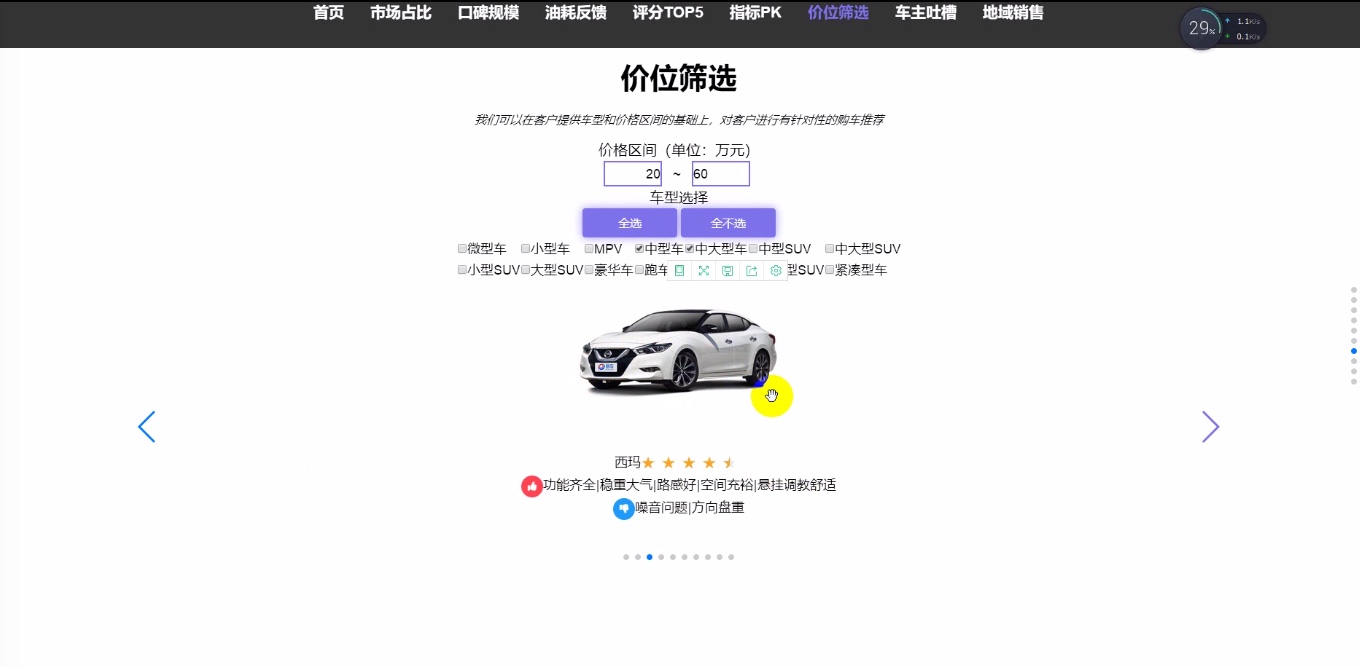 首页 市场占比 口碑规模 油耗反馈 评分TOP5 指标PK 价位筛选 车主吐槽 地域销售
29% 1.1K/s
0.1K/s
价位筛选
我们可以在客户提供车型和价格区间的基础上，对客户进行有针对性的购车推荐
价格区间（单位：万元）
20 ~ 60
车型选择
全选 全不选
微型车 小型车 MPV 中型车 中大型车 中型SUV 中大型SUV
小型SUV 大型SUV 豪华车 跑车 型SUV 紧凑型车
西玛
功能齐全|稳重大气|路感好|空间充裕|悬挂调教舒适
噪音问题|方向盘重